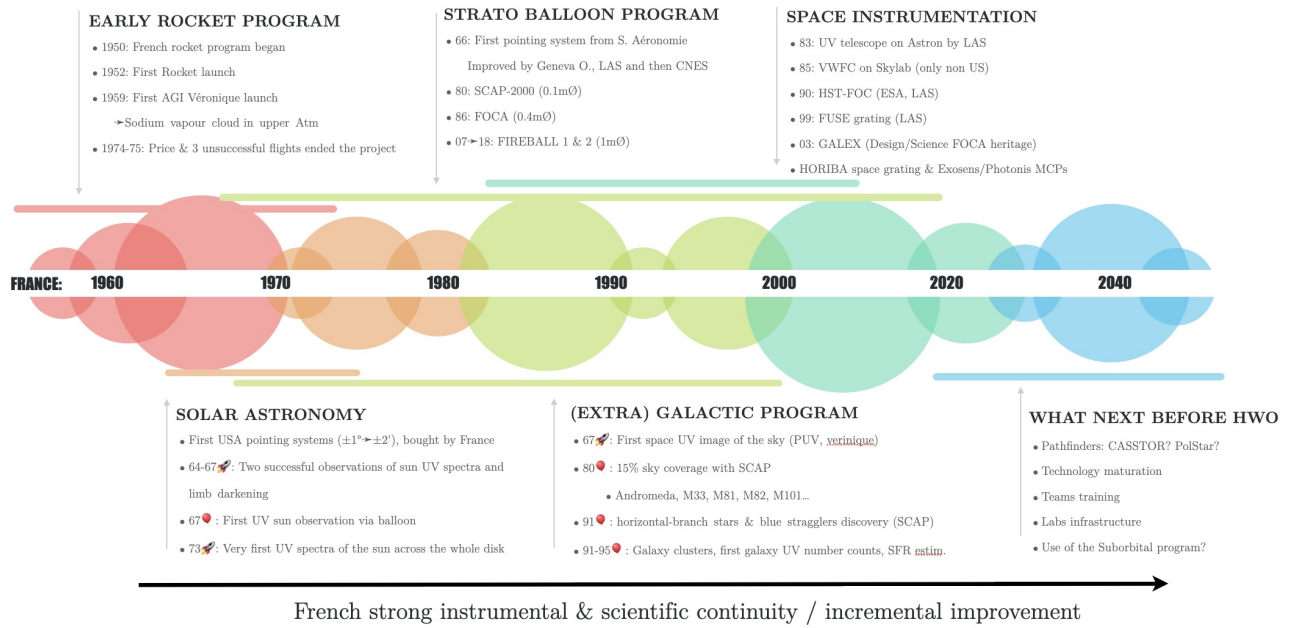 EARLY ROCKET PROGRAM
• 1950: French rocket program began
• 1952: First Rocket launch
• 1959: First AGI Véronique launch
➛Sodium vapour cloud in upper Atm
• 1974-75: Price & 3 unsuccessful flights ended the project
STRATO BALLOON PROGRAM
• 66: First pointing system from S. Aéronomie
Improved by Geneva O., LAS and then CNES
• 80: SCAP-2000 (0.1mØ)
• 86: FOCA (0.4mØ)
• 07➛18: FIREBALL 1 & 2 (1mØ)
SPACE INSTRUMENTATION
• 83: UV telescope on Astron by LAS
• 85: VWFC on Skylab (only non US)
• 90: HST-FOC (ESA, LAS)
• 99: FUSE grating (LAS)
• 03: GALEX (Design/Science FOCA heritage)
• HORIBA space grating & Exosens/Photonis MCPs
FRANCE: 1960 1970 1980 1990 2000 2020 2040
SOLAR ASTRONOMY
• First USA pointing systems (±1°➛±2'), bought by France
• 64-67🚀: Two successful observations of sun UV spectra and
limb darkening
• 67🎈: First UV sun observation via balloon
• 73🚀: Very first UV spectra of the sun across the whole disk
(EXTRA) GALACTIC PROGRAM
• 67🚀: First space UV image of the sky (PUV, verinique)
• 80🎈: 15% sky coverage with SCAP
• Andromeda, M33, M81, M82, M101...
• 91🎈: horizontal-branch stars & blue stragglers discovery (SCAP)
• 91-95🎈: Galaxy clusters, first galaxy UV number counts, SFR estim.
WHAT NEXT BEFORE HWO
• Pathfinders: CASSTOR? PolStar?
• Technology maturation
• Teams training
• Labs infrastructure
• Use of the Suborbital program?
French strong instrumental & scientific continuity / incremental improvement